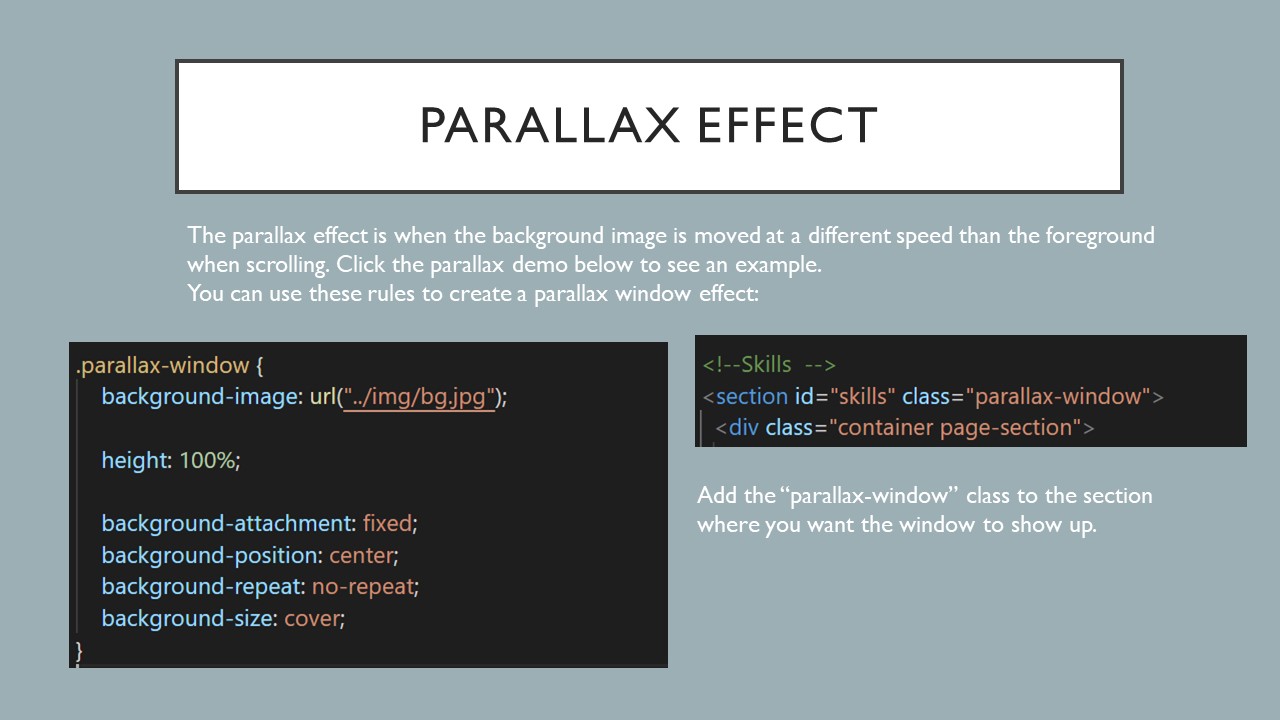 PARALLAX EFFECT
The parallax effect is when the background image is moved at a different speed than the foreground
when scrolling. Click the parallax demo below to see an example.
You can use these rules to create a parallax window effect:
.parallax-window {
background-image: url("../img/bg.jpg");
height: 100%;
background-attachment: fixed;
background-position: center;
background-repeat: no-repeat;
background-size: cover;
}
<!--Skills  -->
<section id="skills" class="parallax-window">
<div class="container page-section">
Add the “parallax-window” class to the section
where you want the window to show up.